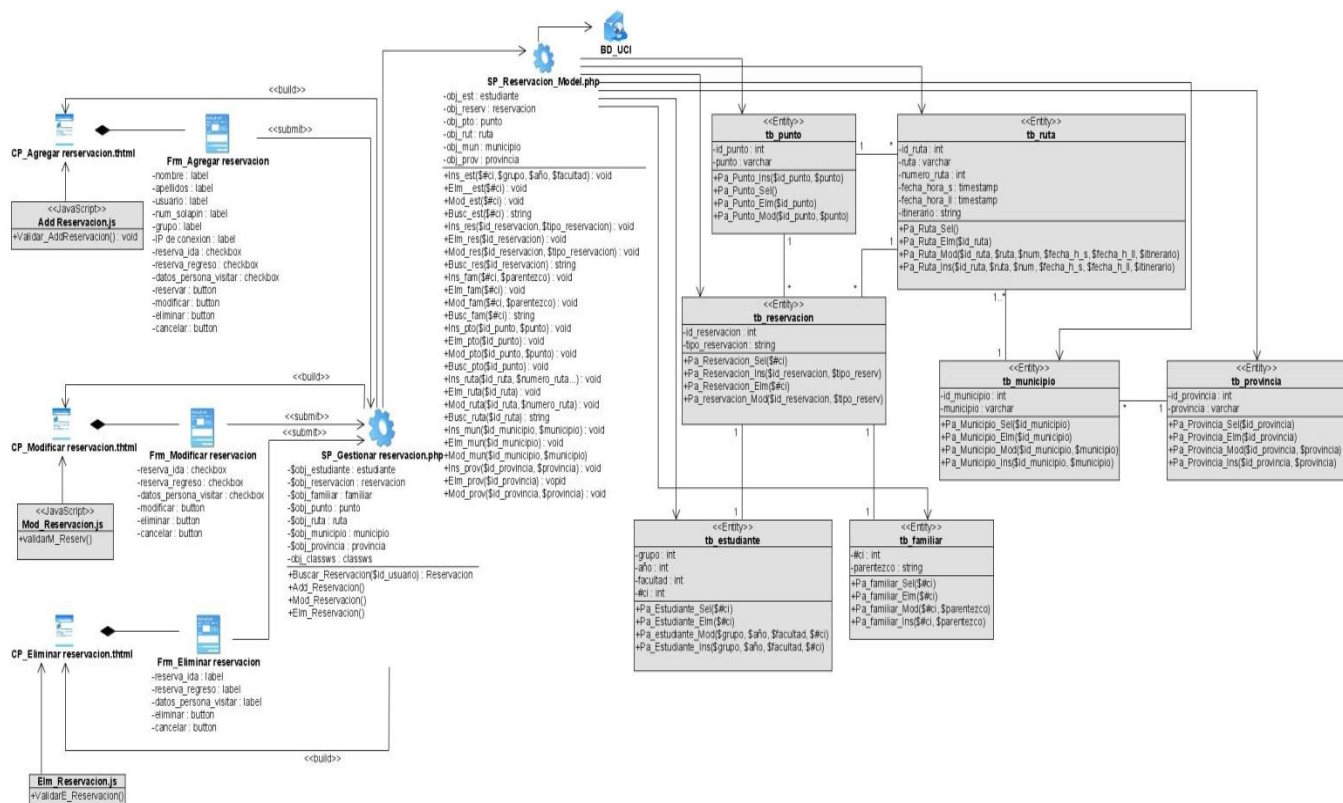 BD_UCI
SP_Reservacion_Model.php
-obj_est : estudiante
-obj_reserv : reservacion
-obj_pto : punto
-obj_rut : ruta
-obj_mun : municipio
-obj_prov : provincia
+Ins_est($#ci, $grupo, $año, $facultad) : void
+Elm__est($#ci) : void
+Mod_est($#ci) : void
+Busc_est($#ci) : string
+Ins_res($id_reservacion, $tipo_reservacion) : void
+Elm_res($id_reservacion) : void
+Mod_res($id_reservacion, $tipo_reservacion) : void
+Busc_res($id_reservacion) : string
+Ins_fam($#ci, $parentezco) : void
+Elm_fam($#ci) : void
+Mod_fam($#ci, $parentezco) : void
+Busc_fam($#ci) : string
+Ins_pto($id_punto, $punto) : void
+Elm_pto($id_punto) : void
+Mod_pto($id_punto, $punto) : void
+Busc_pto($id_punto) : void
+Ins_ruta($id_ruta, $numero_ruta...) : void
+Elm_ruta($id_ruta) : void
+Mod_ruta($id_ruta, $numero_ruta) : void
+Busc_ruta($id_ruta) : string
+Ins_mun($id_municipio, $municipio) : void
+Elm_mun($id_municipio) : void
+Mod_mun($id_municipio, $municipio)
+Ins_prov($id_provincia, $provincia) : void
+Elm_prov($id_provincia) : vopid
+Mod_prov($id_provincia, $provincia) : void
<<build>>
<<submit>>
CP_Agregar rerservacion.thtml
Frm_Agregar reservacion
-nombre : label
-apellidos : label
-usuario : label
-num_solapin : label
-grupo : label
-IP de conexion : label
-reserva_ida : checkbox
-reserva_regreso : checkbox
-datos_persona_visitar : checkbox
-reservar : button
-modificar : button
-eliminar : button
-cancelar : button
<<JavaScript>>
Add Reservacion.js
+Validar_AddReservacion() : void
<<build>>
<<submit>>
<<submit>>
CP_Modificar reservacion.thtml
Frm_Modificar reservacion
-reserva_ida : checkbox
-reserva_regreso : checkbox
-datos_persona_visitar : checkbox
-modificar : button
-eliminar : button
-cancelar : button
<<JavaScript>>
Mod_Reservacion.js
+validarM_Reserv()
SP_Gestionar reservacion.php
-$obj_estudiante : estudiante
-$obj_reservacion : reservacion
-$obj_familiar : familiar
-$obj_punto : punto
-$obj_ruta : ruta
-$obj_municipio : municipio
-$obj_provincia : provincia
-obj_classws : classws
+Buscar_Reservacion($id_usuario) : Reservacion
+Add_Reservacion()
+Mod_Reservacion()
+Elm_Reservacion()
CP_Eliminar reservacion.thtml
Frm_Eliminar reservacion
-reserva_ida : label
-reserva_regreso : label
-datos_persona_visitar : label
-eliminar : button
-cancelar : button
<<build>>
Elm_Reservacion.js
+ValidarE_Reservacion()
<<Entity>>
tb_punto
-id_punto : int
-punto : varchar
+Pa_Punto_Ins($id_punto, $punto)
+Pa_Punto_Sel()
+Pa_Punto_Elm($id_punto)
+Pa_Punto_Mod($id_punto, $punto)
1
*
<<Entity>>
tb_ruta
-id_ruta : int
-ruta : varchar
-numero_ruta : int
-fecha_hora_s : timestamp
-fecha_hora_ll : timestamp
-itinerario : string
+Pa_Ruta_Sel()
+Pa_Ruta_Elm($id_ruta)
+Pa_Ruta_Mod($id_ruta, $ruta, $num, $fecha_h_s, $fecha_h_ll, $itinerario)
+Pa_Ruta_Ins($id_ruta, $ruta, $num , $fecha_h_s, $fecha_h_ll, $itinerario)
1
1
*
*
1..*
1
<<Entity>>
tb_reservacion
-id_reservacion : int
-tipo_reservacion : string
+Pa_Reservacion_Sel($#ci)
+Pa_Reservacion_Ins($id_reservacion, $tipo_reserv)
+Pa_Reservacion_Elm($#ci)
+Pa_reservacion_Mod($id_reservacion, $tipo_reserv)
<<Entity>>
tb_municipio
-id_municipio : int
-municipio : varchar
+Pa_Municipio_Sel($id_municipio)
+Pa_Municipio_Elm($id_municipio)
+Pa_Municipio_Mod($id_municipio, $municipio)
+Pa_Municipio_Ins($id_municipio, $municipio)
*
1
<<Entity>>
tb_provincia
-id_provincia : int
-provincia : varchar
+Pa_Provincia_Sel($id_provincia)
+Pa_Provincia_Elm($id_provincia)
+Pa_Provincia_Mod($id_provincia, $provincia)
+Pa_Provincia_Ins($id_provincia, $provincia)
1
1
1
1
<<Entity>>
tb_estudiante
-grupo : int
-año : int
-facultad : int
-#ci : int
+Pa_Estudiante_Sel($#ci)
+Pa_Estudiante_Elm($#ci)
+Pa_estudiante_Mod($grupo, $año, $facultad, $#ci)
+Pa_Estudiante_Ins($grupo, $año, $facultad, $#ci)
<<Entity>>
tb_familiar
-#ci : int
-parentezco : string
+Pa_familiar_Sel($#ci)
+Pa_familiar_Elm($#ci)
+Pa_familiar_Mod($#ci, $parentezco)
+Pa_familiar_Ins($#ci, $parentezco)